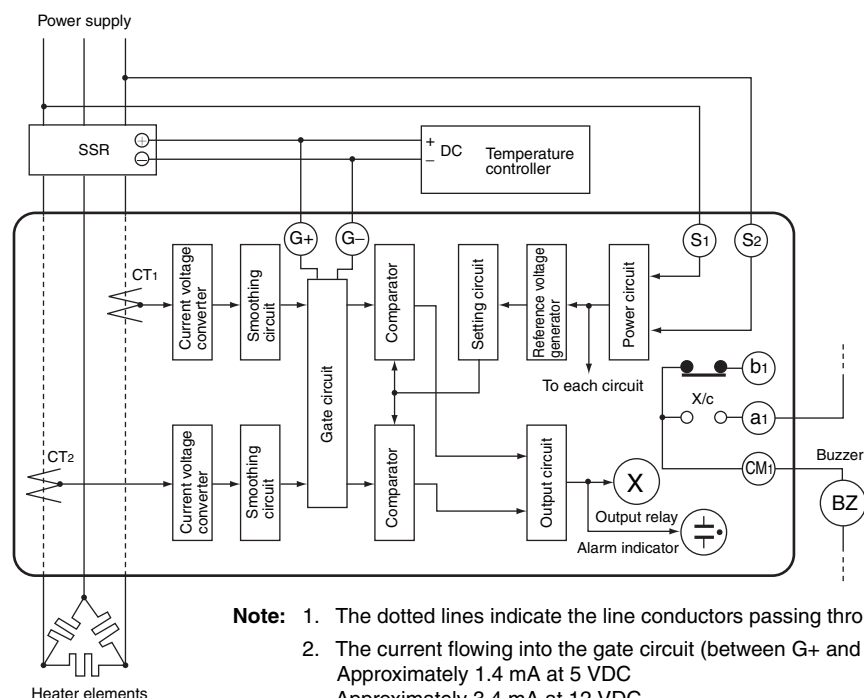 Power supply
SSR
+
−
+
−
DC
Temperature
controller
G+
G−
S1
S2
CT1
Current voltage
converter
Smoothing
circuit
Gate circuit
Comparator
Setting circuit
Reference voltage
generator
Power circuit
To each circuit
b1
X/c
a1
CM1
Buzzer
BZ
CT2
Current voltage
converter
Smoothing
circuit
Comparator
Output circuit
X
Output relay
Alarm indicator
Heater elements
Note: 1. The dotted lines indicate the line conductors passing thro
2. The current flowing into the gate circuit (between G+ and
Approximately 1.4 mA at 5 VDC
Approximately 3.4 mA at 12 VDC